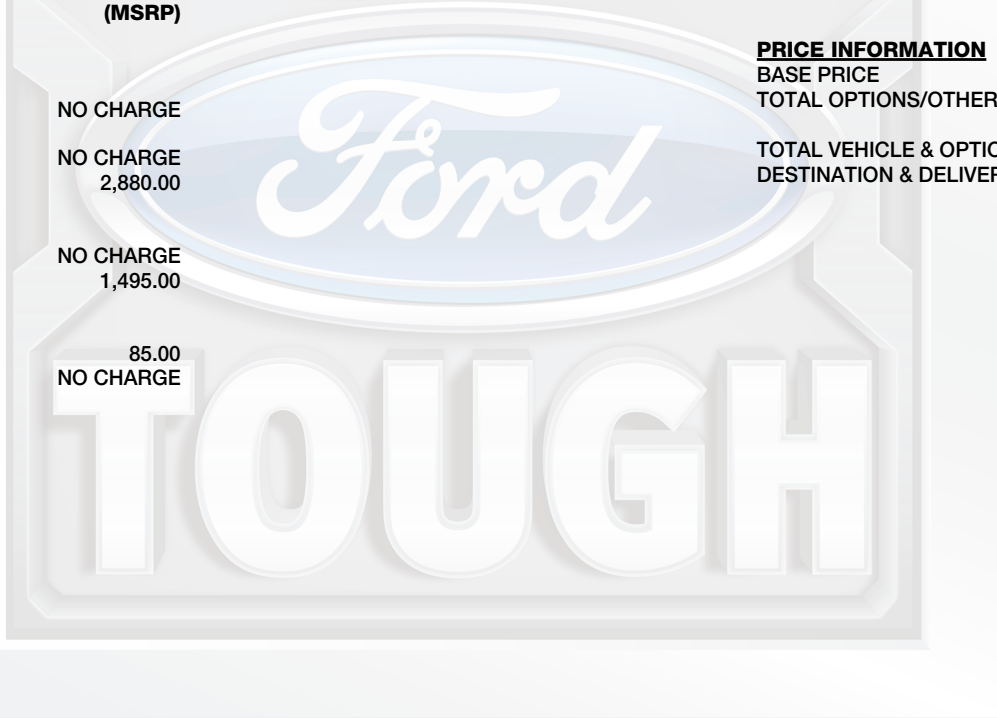 (MSRP)
NO CHARGE
NO CHARGE
2,880.00
NO CHARGE
1,495.00
85.00
NO CHARGE
PRICE INFORMATION
BASE PRICE
TOTAL OPTIONS/OTHER
TOTAL VEHICLE & OPTIO
DESTINATION & DELIVER
Ford
TOUGH